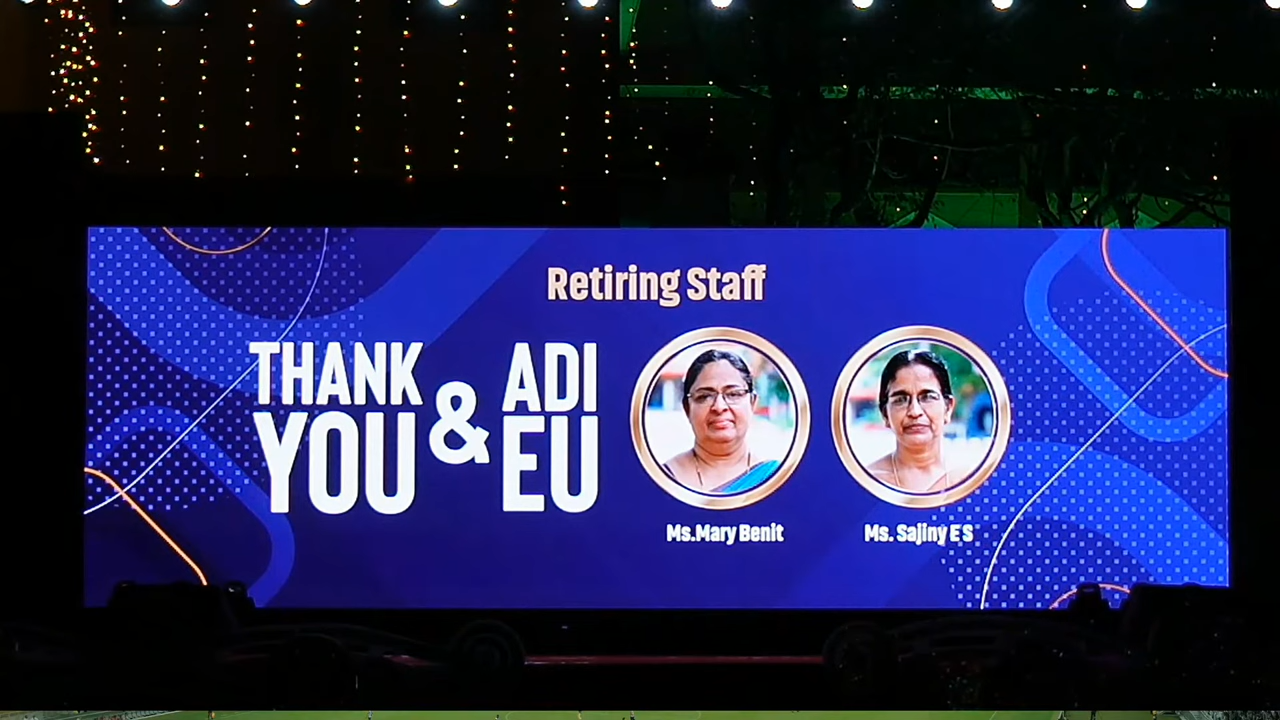 Retiring Staff
THANK
YOU
&
ADI
EU
Ms.Mary Benit
Ms. Sajiny E S